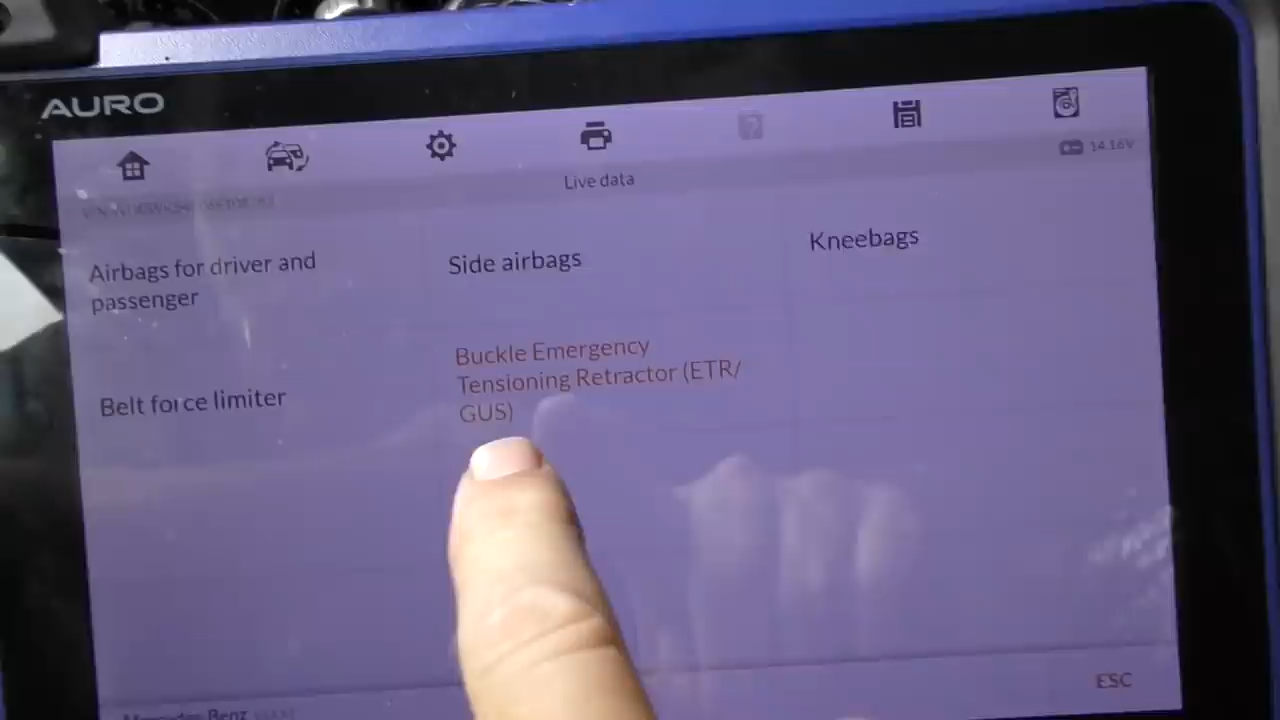 AURO
14.16V
Live data
Airbags for driver and
passenger
Side airbags
Kneebags
Belt force limiter
Buckle Emergency
Tensioning Retractor (ETR/
GUS)
ESC
Mercedes Benz